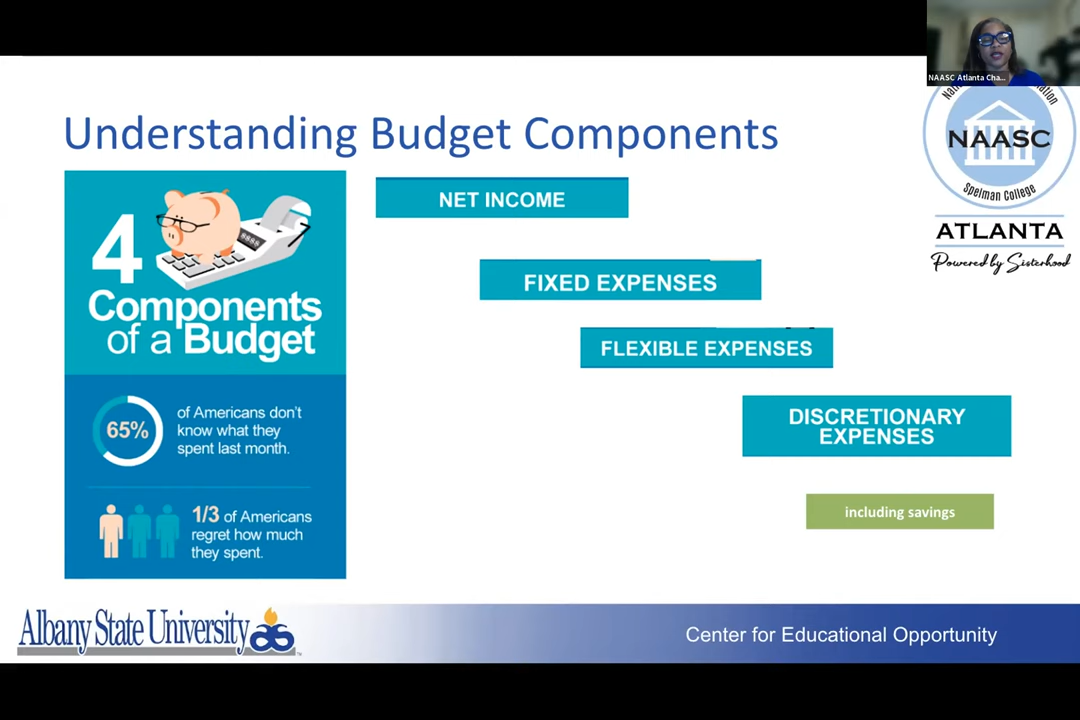 NAASC Atlanta Cha...
Understanding Budget Components
NAASC
Spelman College
ATLANTA
Powered by Sisterhood
4
Components
of a Budget
65%
of Americans don't
know what they
spent last month.
1/3 of Americans
regret how much
they spent.
NET INCOME
FIXED EXPENSES
FLEXIBLE EXPENSES
DISCRETIONARY
EXPENSES
including savings
Albany State University
Center for Educational Opportunity